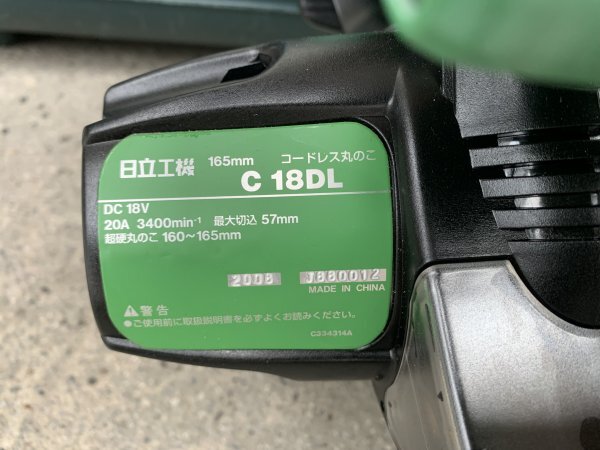 日立工機 165mm コードレス丸のこ
C 18DL
DC 18V
20A 3400min⁻¹ 最大切込 57mm
超硬丸のこ 160～165mm
2008 J680012
MADE IN CHINA
⚠警告
●ご使用前に取扱説明書を必ずよくお読みください。
C334314A